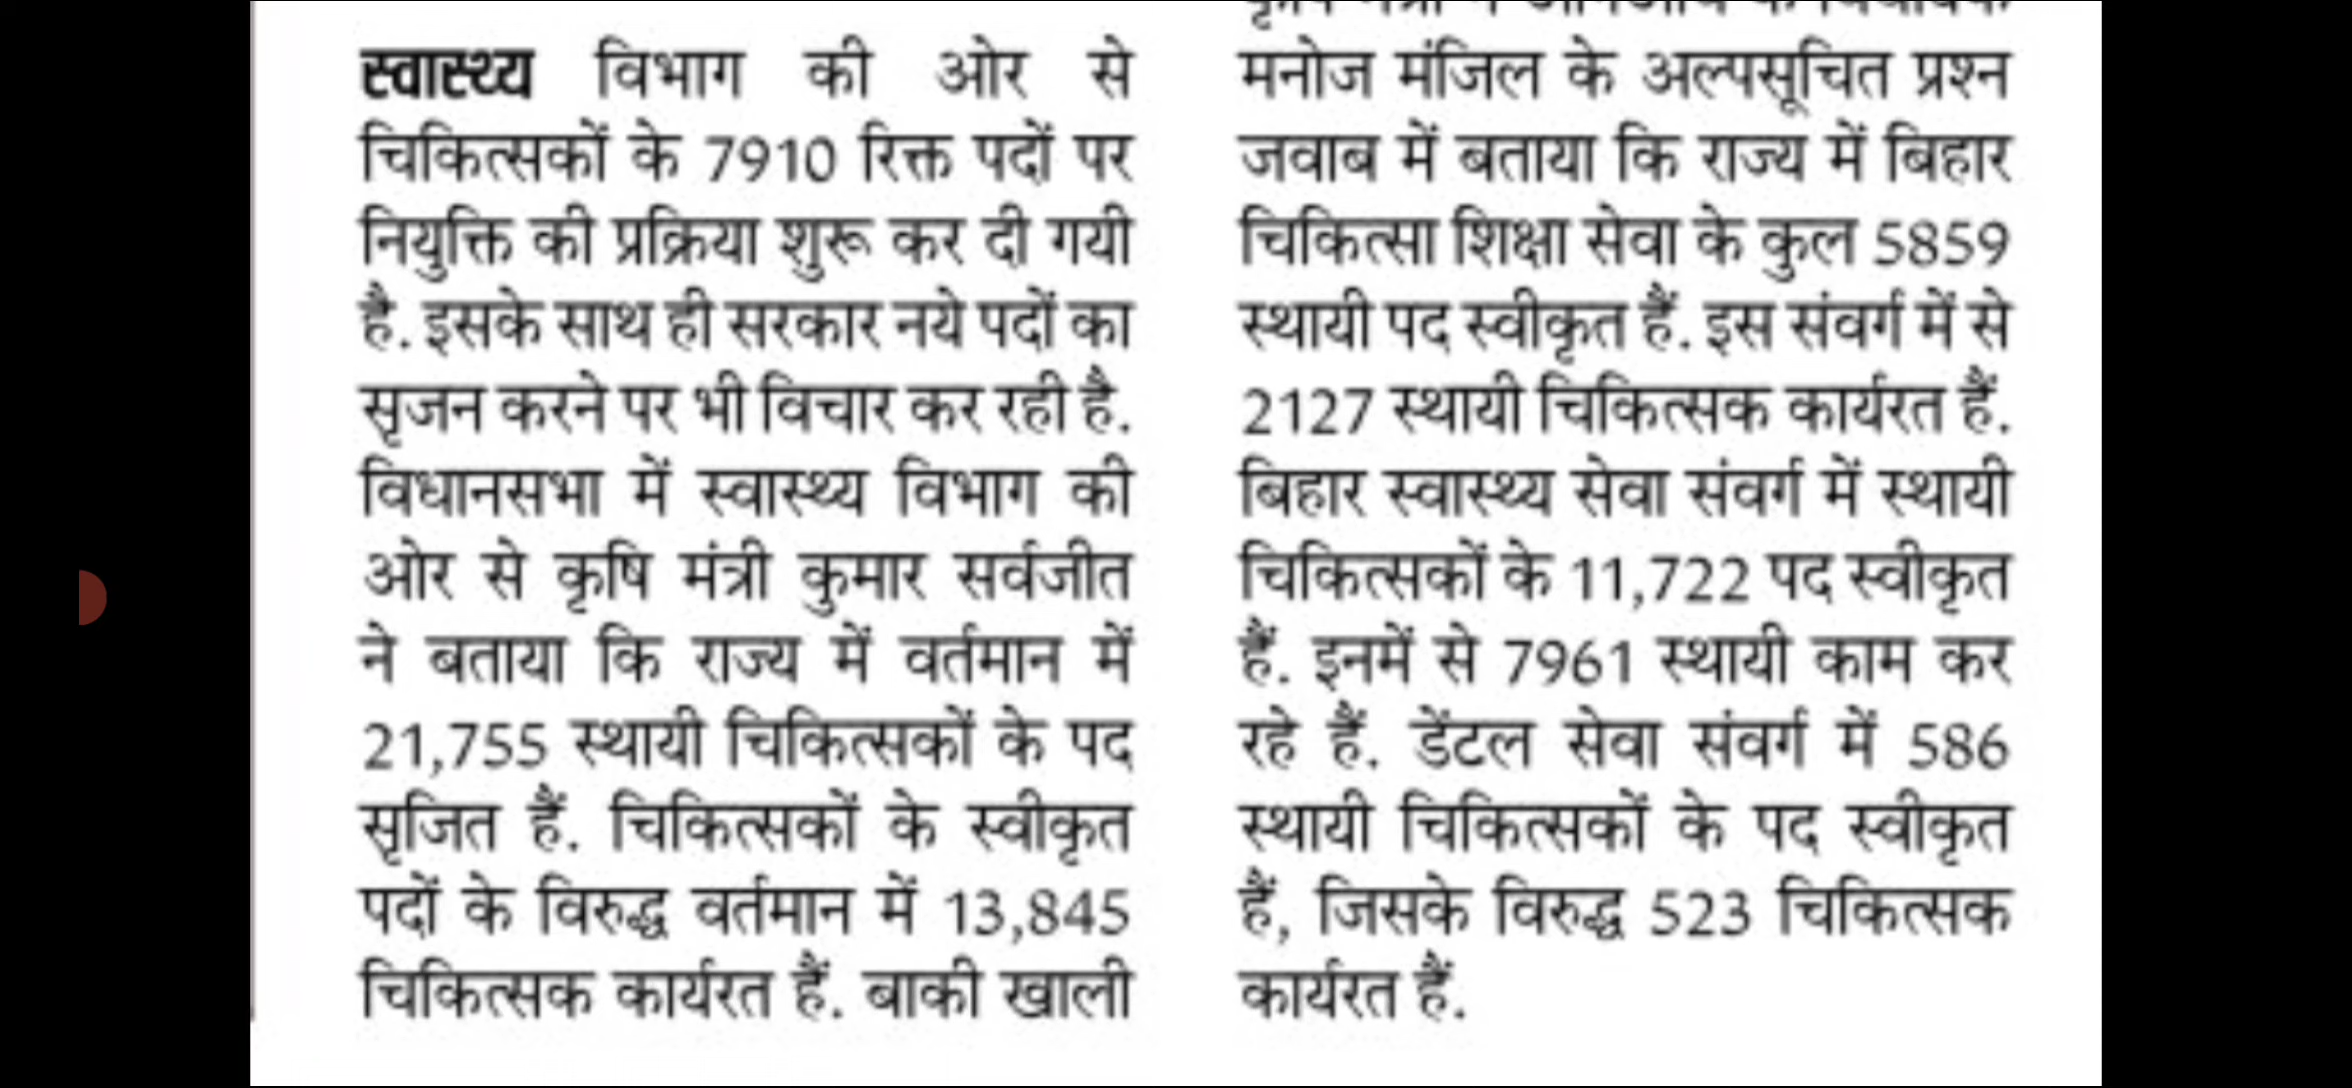 स्वास्थ्य विभाग की ओर से
चिकित्सकों के 7910 रिक्त पदों पर
नियुक्ति की प्रक्रिया शुरू कर दी गयी
है. इसके साथ ही सरकार नये पदों का
सृजन करने पर भी विचार कर रही है.
विधानसभा में स्वास्थ्य विभाग की
ओर से कृषि मंत्री कुमार सर्वजीत
ने बताया कि राज्य में वर्तमान में
21,755 स्थायी चिकित्सकों के पद
सृजित हैं. चिकित्सकों के स्वीकृत
पदों के विरुद्ध वर्तमान में 13,845
चिकित्सक कार्यरत हैं. बाकी खाली
मनोज मंजिल के अल्पसूचित प्रश्न
जवाब में बताया कि राज्य में बिहार
चिकित्सा शिक्षा सेवा के कुल 5859
स्थायी पद स्वीकृत हैं. इस संवर्ग में से
2127 स्थायी चिकित्सक कार्यरत हैं.
बिहार स्वास्थ्य सेवा संवर्ग में स्थायी
चिकित्सकों के 11,722 पद स्वीकृत
हैं. इनमें से 7961 स्थायी काम कर
रहे हैं. डेंटल सेवा संवर्ग में 586
स्थायी चिकित्सकों के पद स्वीकृत
हैं, जिसके विरुद्ध 523 चिकित्सक
कार्यरत हैं.